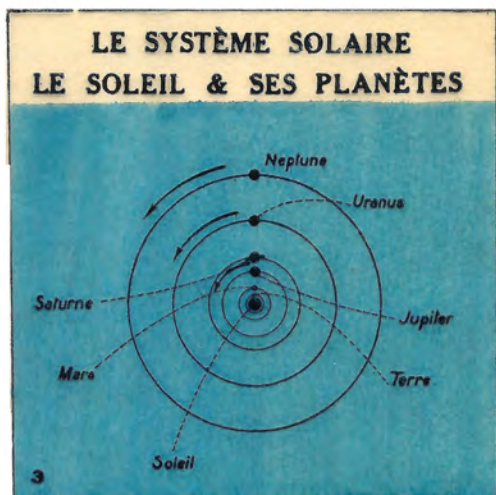 LE SYSTÈME SOLAIRE
LE SOLEIL & SES PLANÈTES
Neptune
Uranus
Saturne
Jupiter
Mars
Terre
Soleil
3